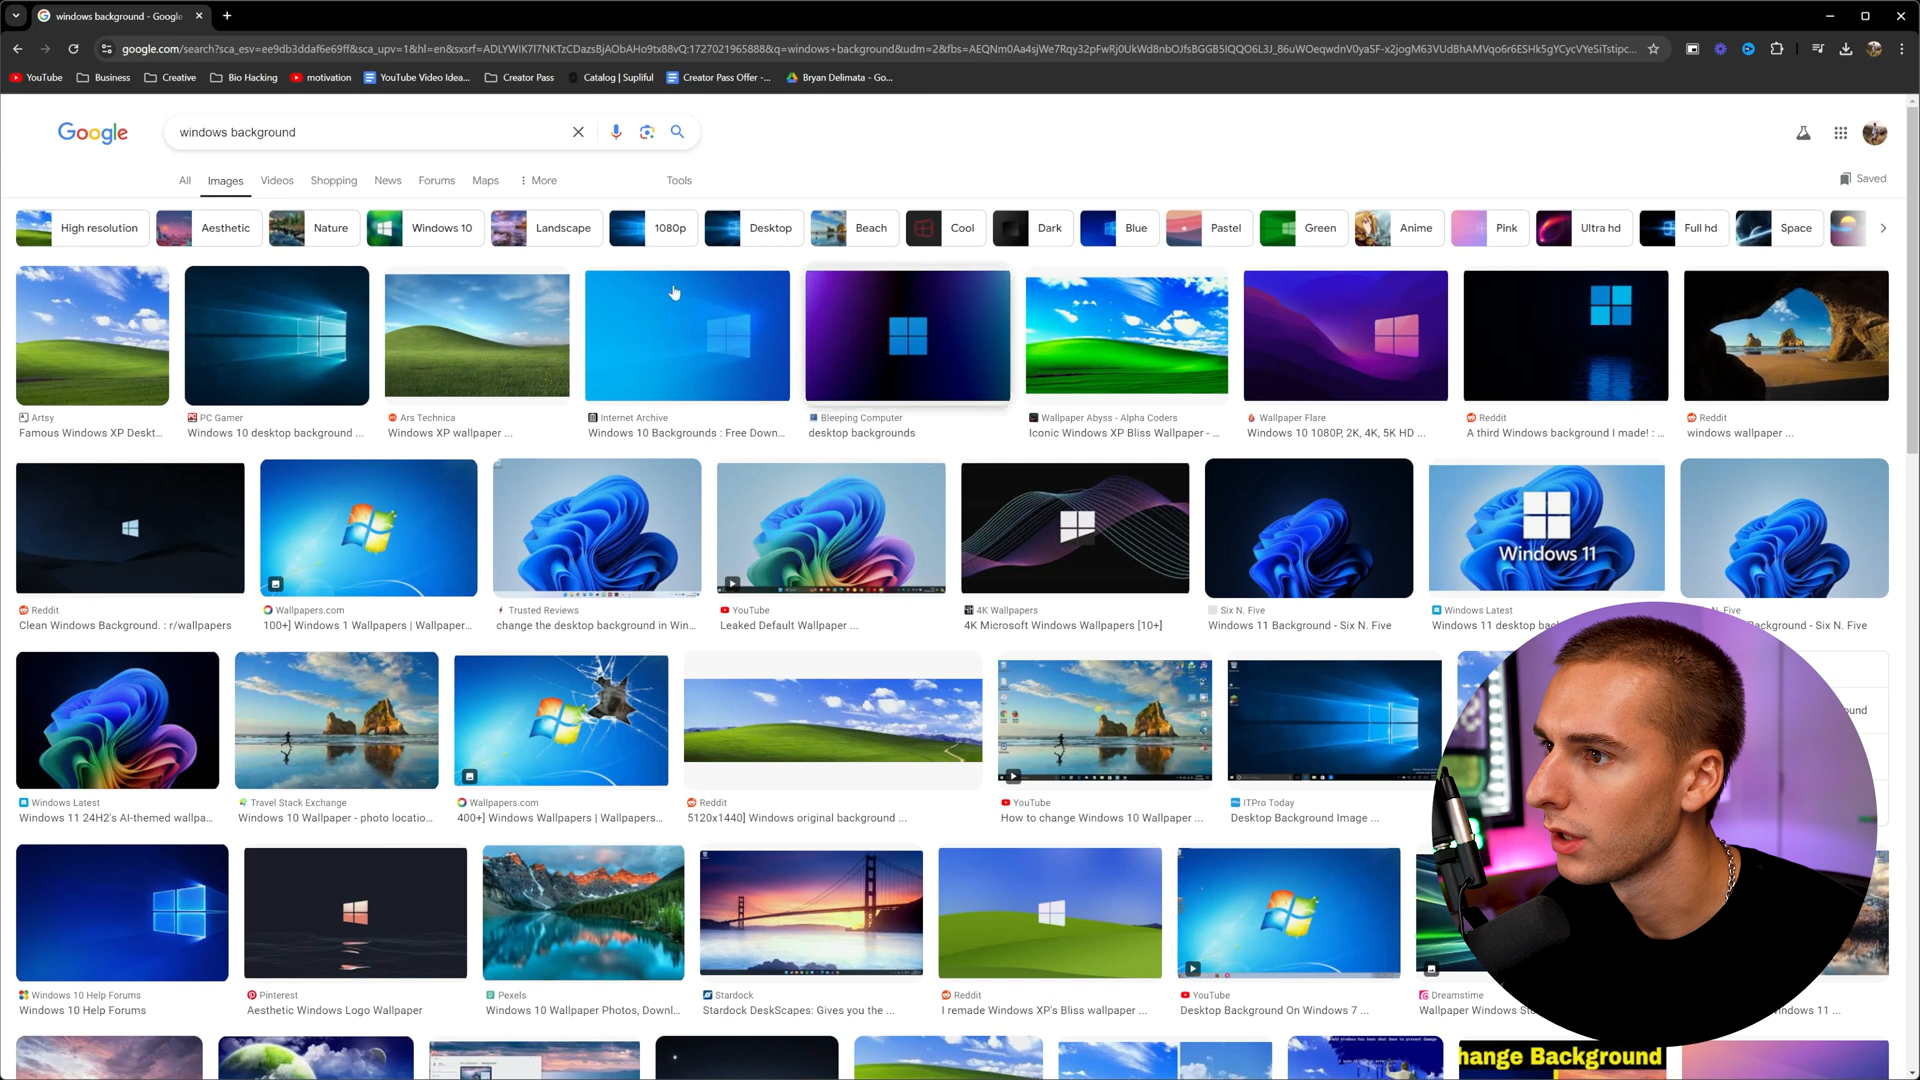 windows background - Google
google.com/search?sca_esv=ee9db3ddaf6e69ff&sca_upv=1&hl=en&sxsrf=ADLYWIK7l7NKTzCDazsBjAObAHo9tx88vQ:1727021965888&q=windows+background&udm=2&fbs=
YouTube
Business
Creative
Bio Hacking
motivation
YouTube Video Idea...
Creator Pass
Catalog | Supliful
Creator Pass Offer -...
Bryan Delimata - Go...
Google
windows background
All
Images
Videos
Shopping
News
Forums
Maps
More
Tools
Saved
High resolution
Aesthetic
Nature
Windows 10
Landscape
1080p
Desktop
Beach
Cool
Dark
Blue
Pastel
Green
Anime
Pink
Ultra hd
Full hd
Space
Artsy
Famous Windows XP Deskt...
PC Gamer
Windows 10 desktop background ...
Ars Technica
Windows XP wallpaper ...
Internet Archive
Windows 10 Backgrounds : Free Down...
Bleeping Computer
desktop backgrounds
Wallpaper Abyss - Alpha Coders
Iconic Windows XP Bliss Wallpaper - ...
Wallpaper Flare
Windows 10 1080P, 2K, 4K, 5K HD ...
Reddit
A third Windows background I made! : ...
Reddit
windows wallpaper ...
Windows 11
Reddit
Clean Windows Background. : r/wallpapers
Wallpapers.com
100+] Windows 1 Wallpapers | Wallpaper...
Trusted Reviews
change the desktop background in Win...
YouTube
Leaked Default Wallpaper ...
4K Wallpapers
4K Microsoft Windows Wallpapers [10+]
Six N. Five
Windows 11 Background - Six N. Five
Windows Latest
Windows 11 desktop
N. Five
Background - Six N. Five
Windows Latest
Windows 11 24H2's AI-themed wallpa...
Travel Stack Exchange
Windows 10 Wallpaper - photo locatio...
Wallpapers.com
400+] Windows Wallpapers | Wallpapers...
Reddit
5120x1440] Windows original background ...
YouTube
How to change Windows 10 Wallpaper ...
ITPro Today
Desktop Background Image ...
Windows 10 Help Forums
Windows 10 Help Forums
Pinterest
Aesthetic Windows Logo Wallpaper
Pexels
Windows 10 Wallpaper Photos, Downl...
Stardock
Stardock DeskScapes: Gives you the ...
Reddit
I remade Windows XP's Bliss wallpaper ...
YouTube
Desktop Background On Windows 7 ...
Dreamstime
Wallpaper Windows
11 ...
hange Background